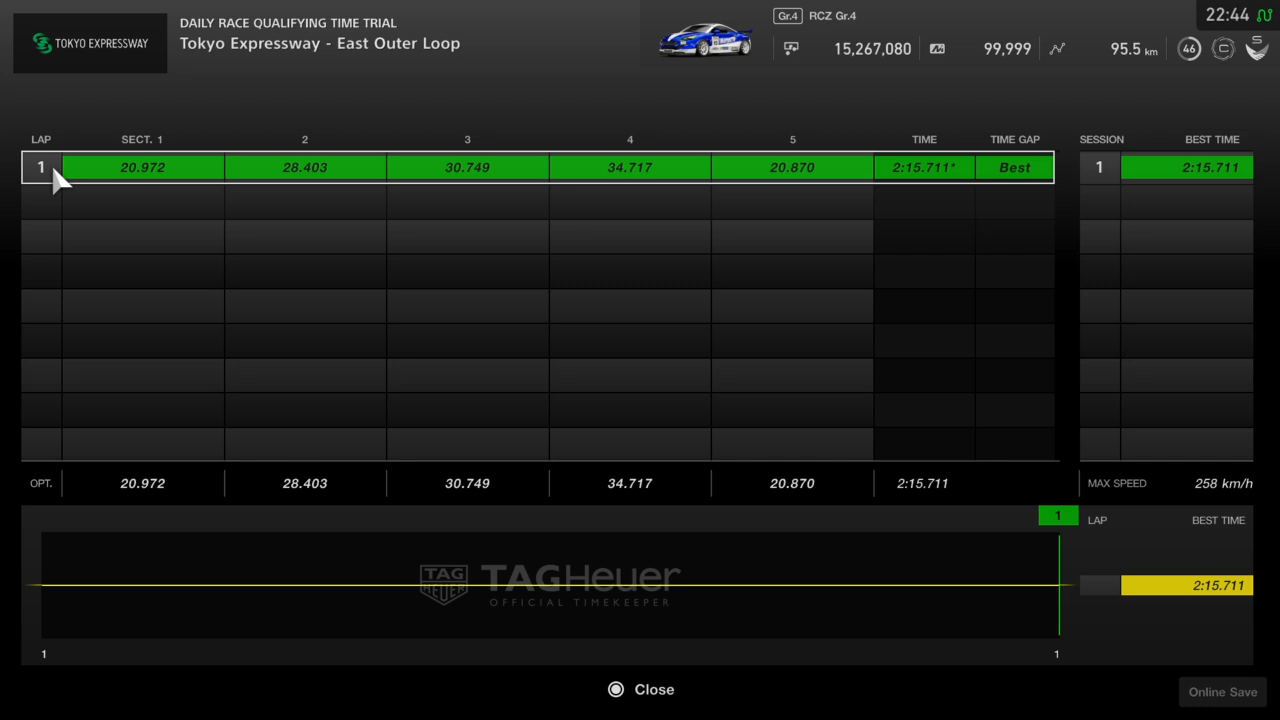 TOKYO EXPRESSWAY
DAILY RACE QUALIFYING TIME TRIAL
Tokyo Expressway - East Outer Loop
Gr.4 RCZ Gr.4
22:44
15,267,080 99,999 95.5 km 46 C S
LAP SECT. 1 2 3 4 5 TIME TIME GAP SESSION BEST TIME
1 20.972 28.403 30.749 34.717 20.870 2:15.711* Best 1 2:15.711
OPT. 20.972 28.403 30.749 34.717 20.870 2:15.711 MAX SPEED 258 km/h
1 LAP BEST TIME
TAG HEUER TAGHeuer
OFFICIAL TIMEKEEPER
2:15.711
1 1
Close
Online Save